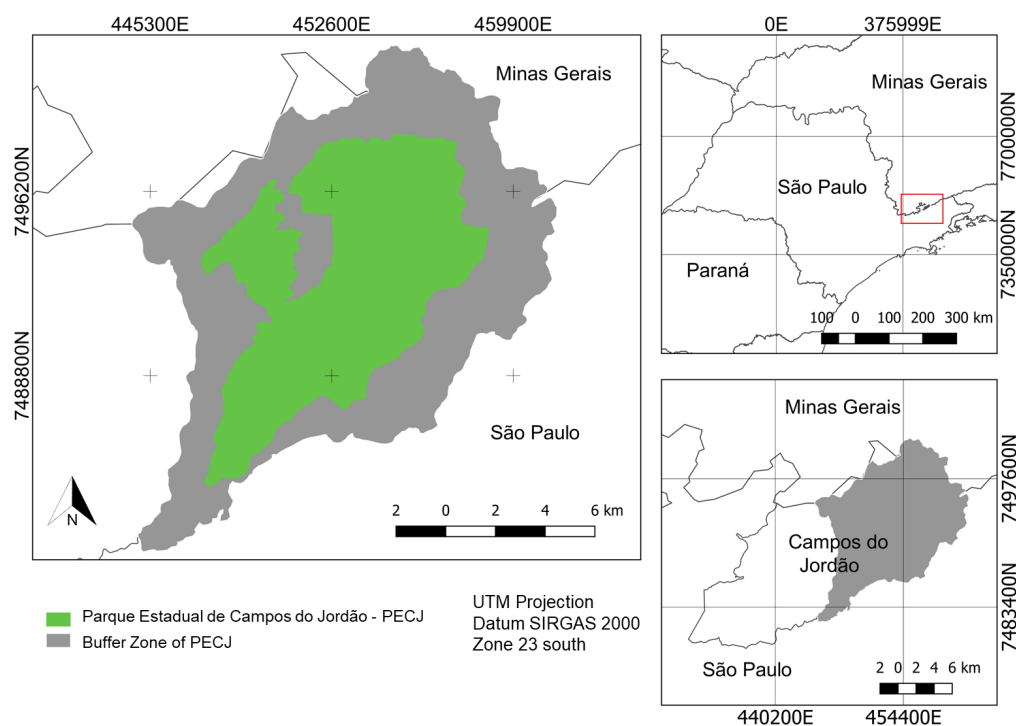 445300E 452600E 459900E
Minas Gerais
7496200N
7488800N
São Paulo
N
2 0 2 4 6 km
Parque Estadual de Campos do Jordão - PECJ
Buffer Zone of PECJ
UTM Projection
Datum SIRGAS 2000
Zone 23 south
0E 375999E
Minas Gerais
7700000N
São Paulo
7350000N
Paraná
100 0 100 200 300 km
Minas Gerais
7497600N
Campos do
Jordão
7483400N
São Paulo
2 0 2 4 6 km
440200E 454400E